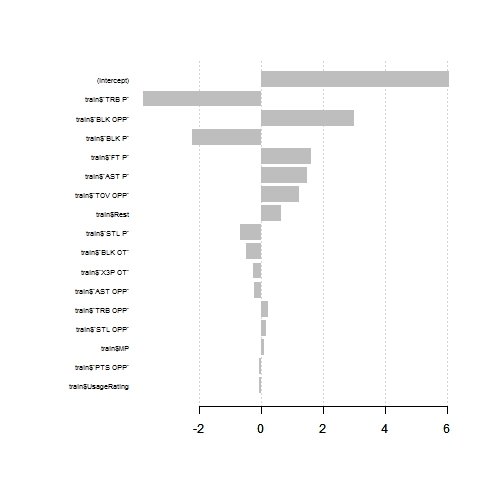 (Intercept)
train$`TRB P`
train$`BLK OPP`
train$`BLK P`
train$`FT P`
train$`AST P`
train$`TOV OPP`
train$Rest
train$`STL P`
train$`BLK OT`
train$`X3P OT`
train$`AST OPP`
train$`TRB OPP`
train$`STL OPP`
train$MP
train$`PTS OPP`
train$UsageRating
-2 0 2 4 6